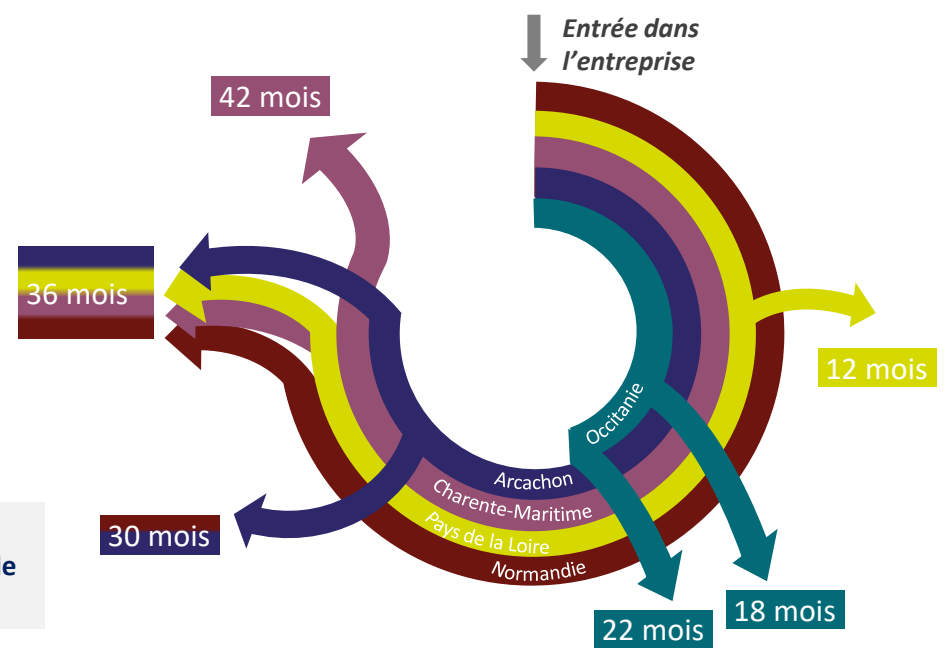 Entrée dans
l’entreprise
42 mois
36 mois
12 mois
Occitanie
Arcachon
Charente-Maritime
Pays de la Loire
Normandie
30 mois
18 mois
22 mois